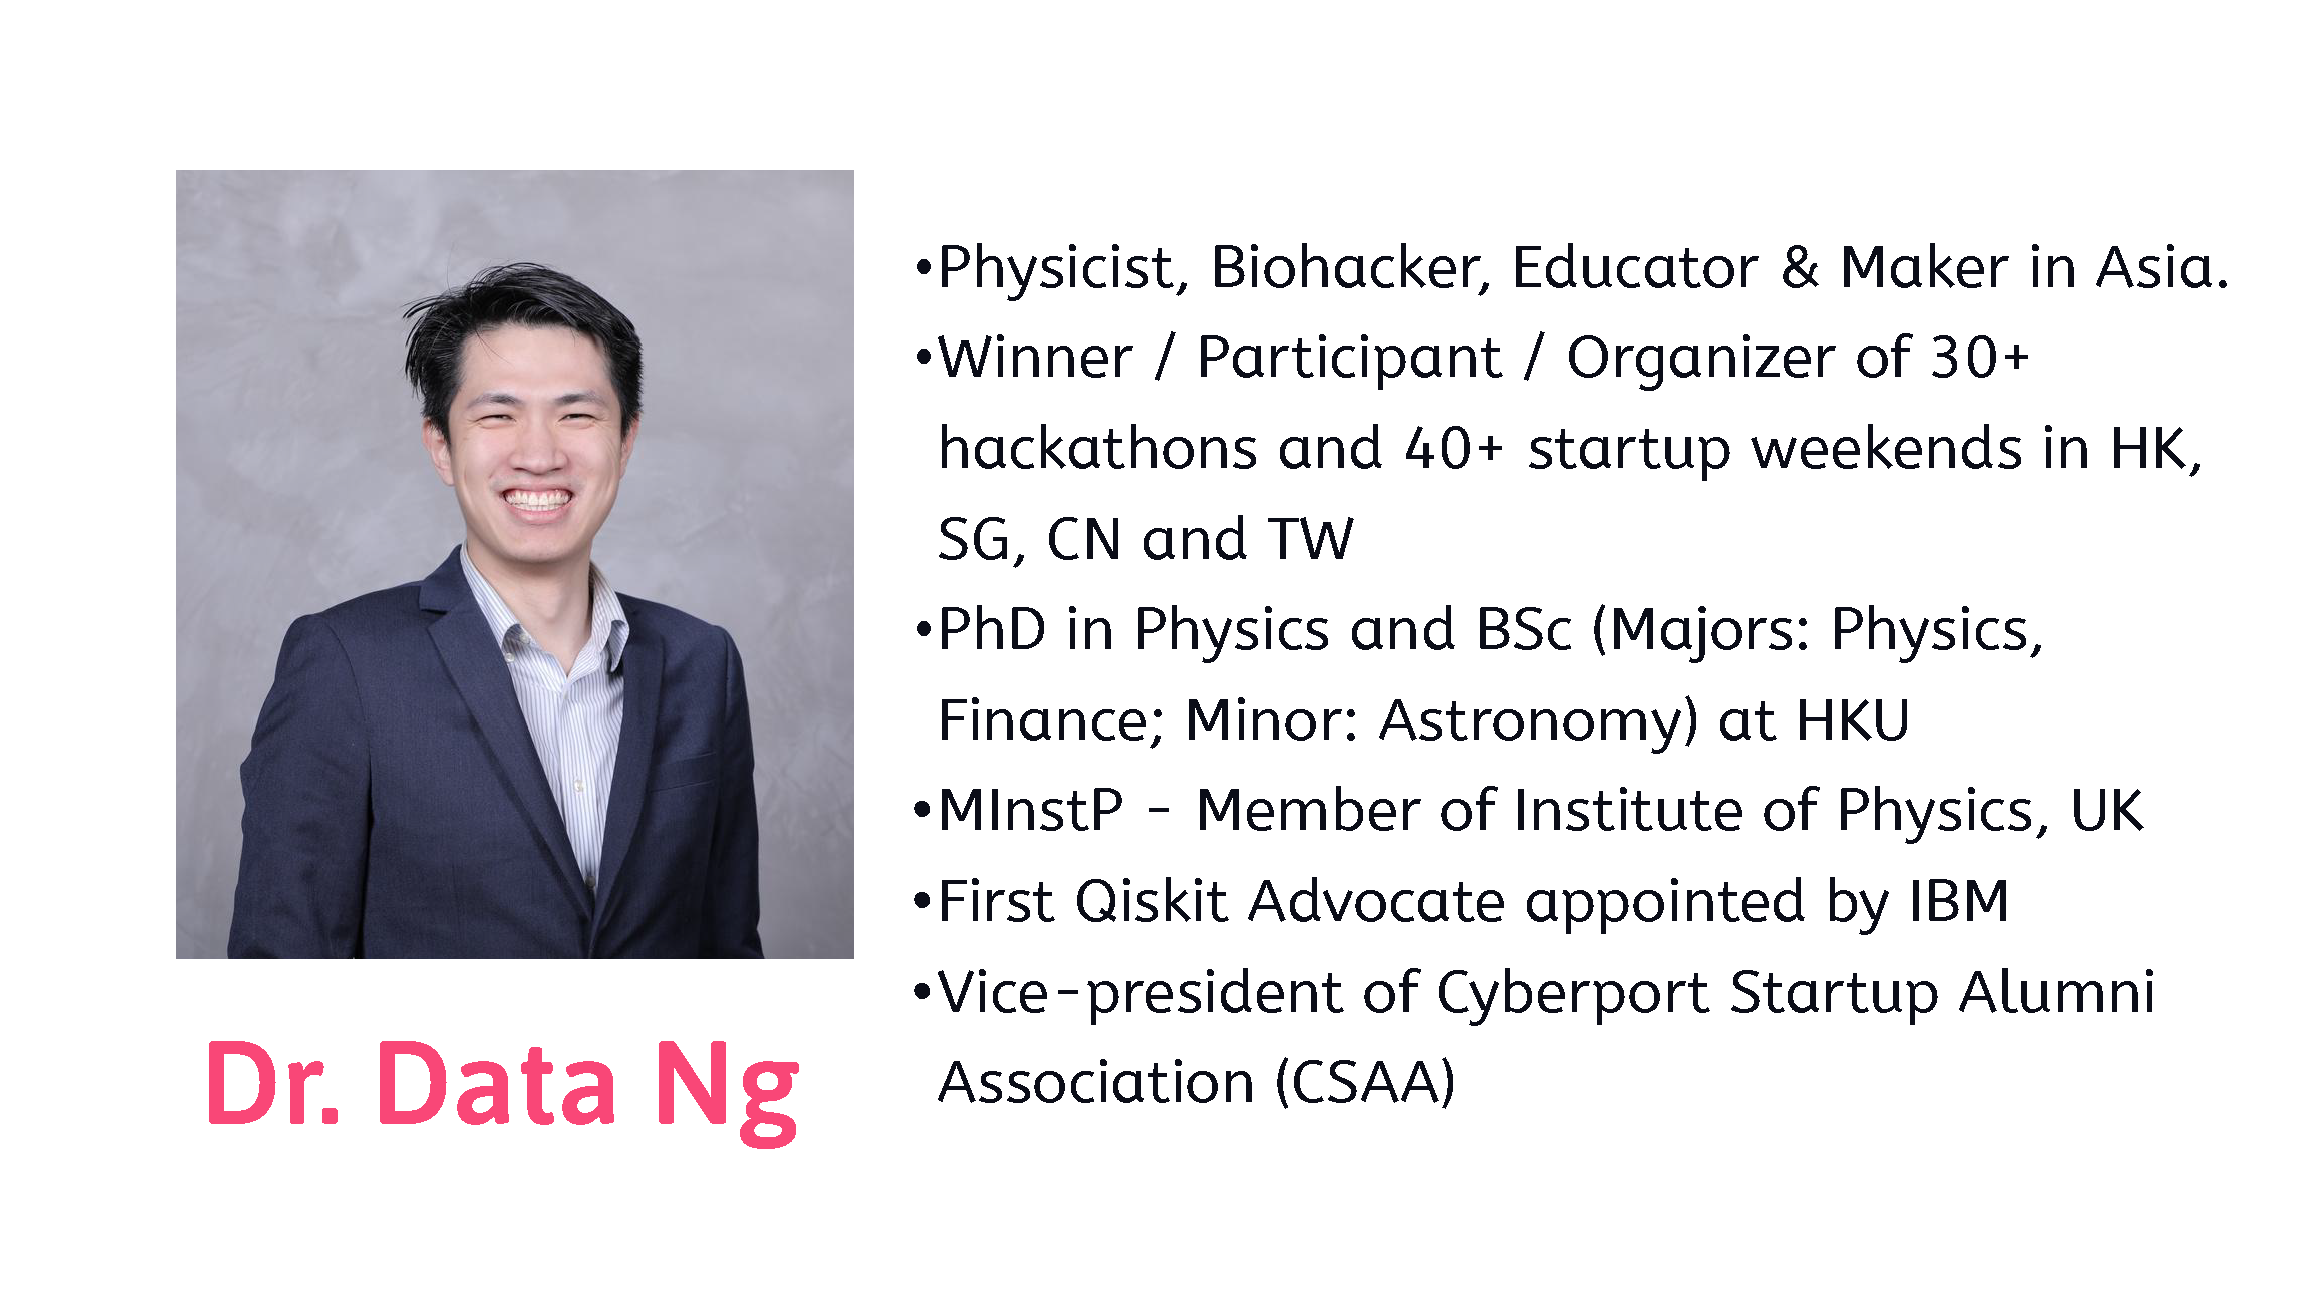 •Physicist, Biohacker, Educator & Maker in Asia.
•Winner / Participant / Organizer of 30+
hackathons and 40+ startup weekends in HK,
SG, CN and TW
•PhD in Physics and BSc (Majors: Physics,
Finance; Minor: Astronomy) at HKU
•MInstP - Member of Institute of Physics, UK
•First Qiskit Advocate appointed by IBM
•Vice-president of Cyberport Startup Alumni
Association (CSAA)
Dr. Data Ng